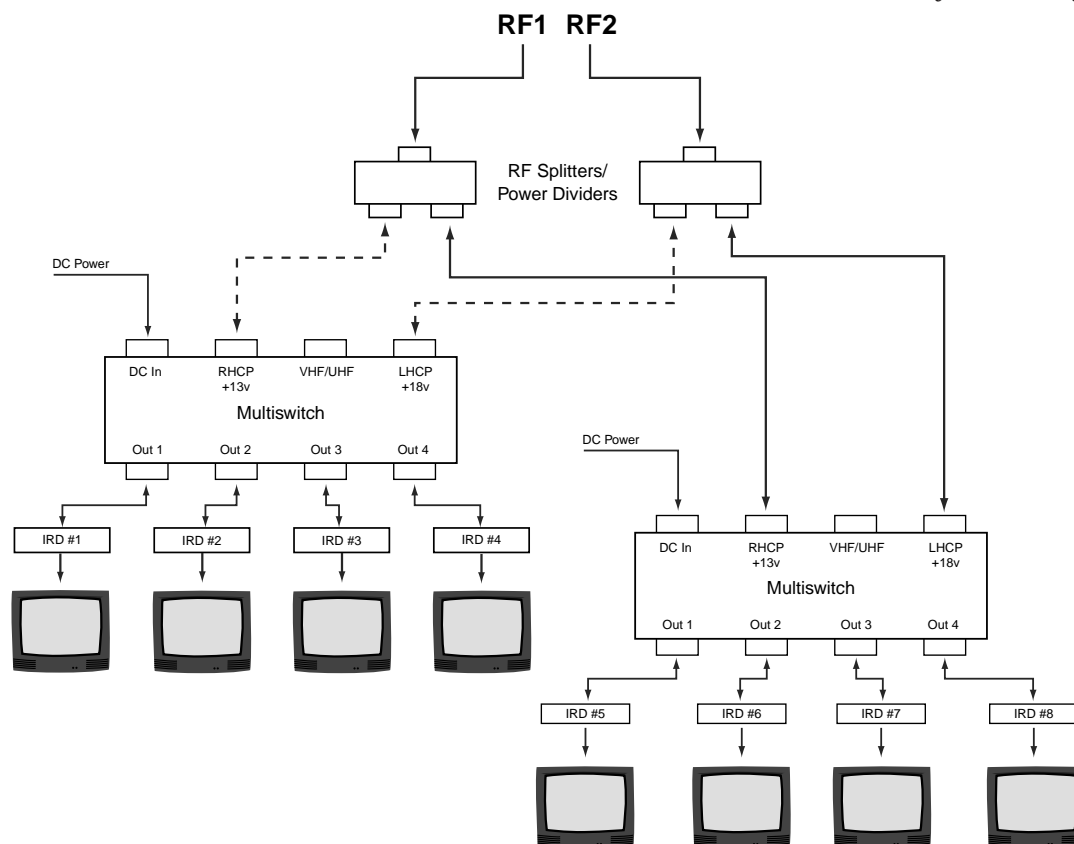 RF1 RF2
RF Splitters/
Power Dividers
DC Power
DC In
RHCP
+13v
VHF/UHF
LHCP
+18v
Multiswitch
Out 1
Out 2
Out 3
Out 4
IRD #1
IRD #2
IRD #3
IRD #4
DC Power
DC In
RHCP
+13v
VHF/UHF
LHCP
+18v
Multiswitch
Out 1
Out 2
Out 3
Out 4
IRD #5
IRD #6
IRD #7
IRD #8